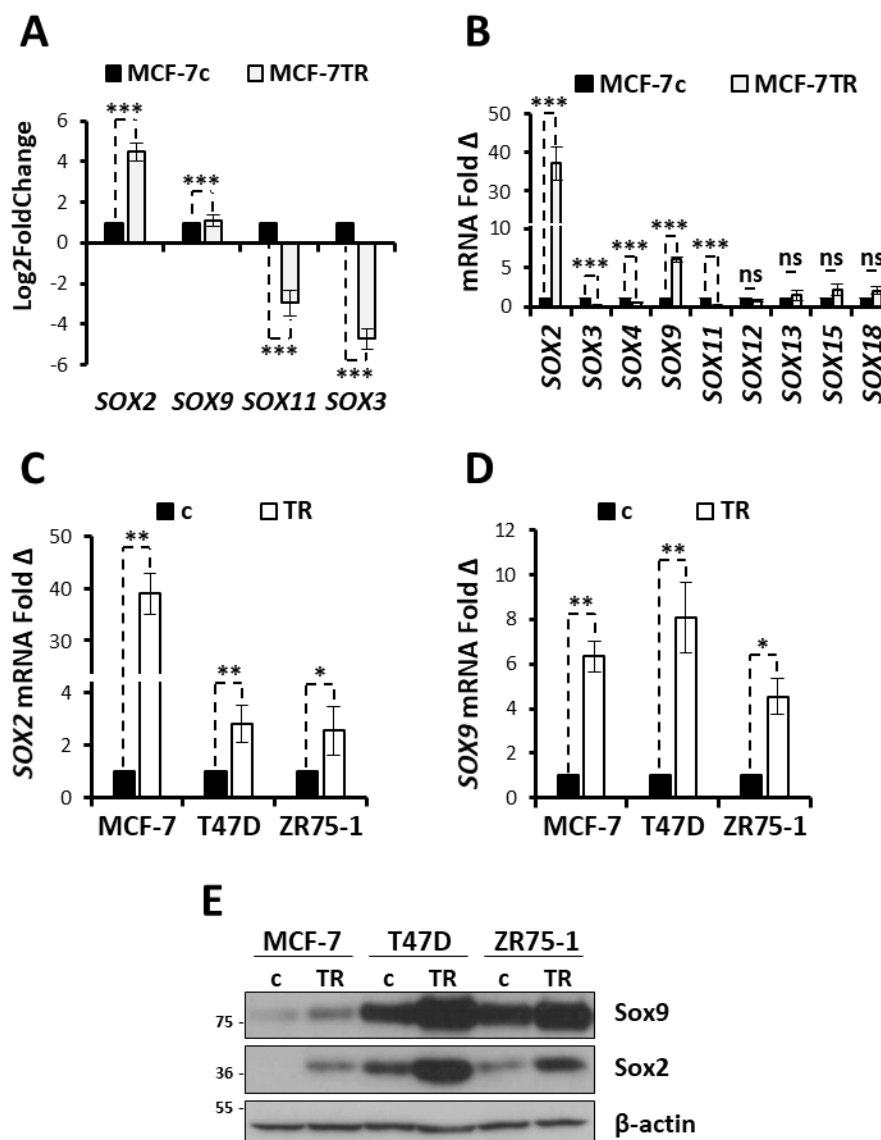 A
MCF-7c MCF-7TR
Log2FoldChange
6
4
2
0
-2
-4
-6
***
***
***
***
SOX2 SOX9 SOX11 SOX3
B
MCF-7c MCF-7TR
mRNA Fold Δ
50
30
10
5
0
***
***
***
***
***
ns
ns
ns
ns
SOX2
SOX3
SOX4
SOX9
SOX11
SOX12
SOX13
SOX15
SOX18
C
c TR
SOX2 mRNA Fold Δ
50
40
30
4
2
0
**
**
*
MCF-7 T47D ZR75-1
D
c TR
SOX9 mRNA Fold Δ
12
10
8
6
4
2
0
**
**
*
MCF-7 T47D ZR75-1
E
MCF-7 T47D ZR75-1
c TR c TR c TR
75 - Sox9
36 - Sox2
55 -
β-actin